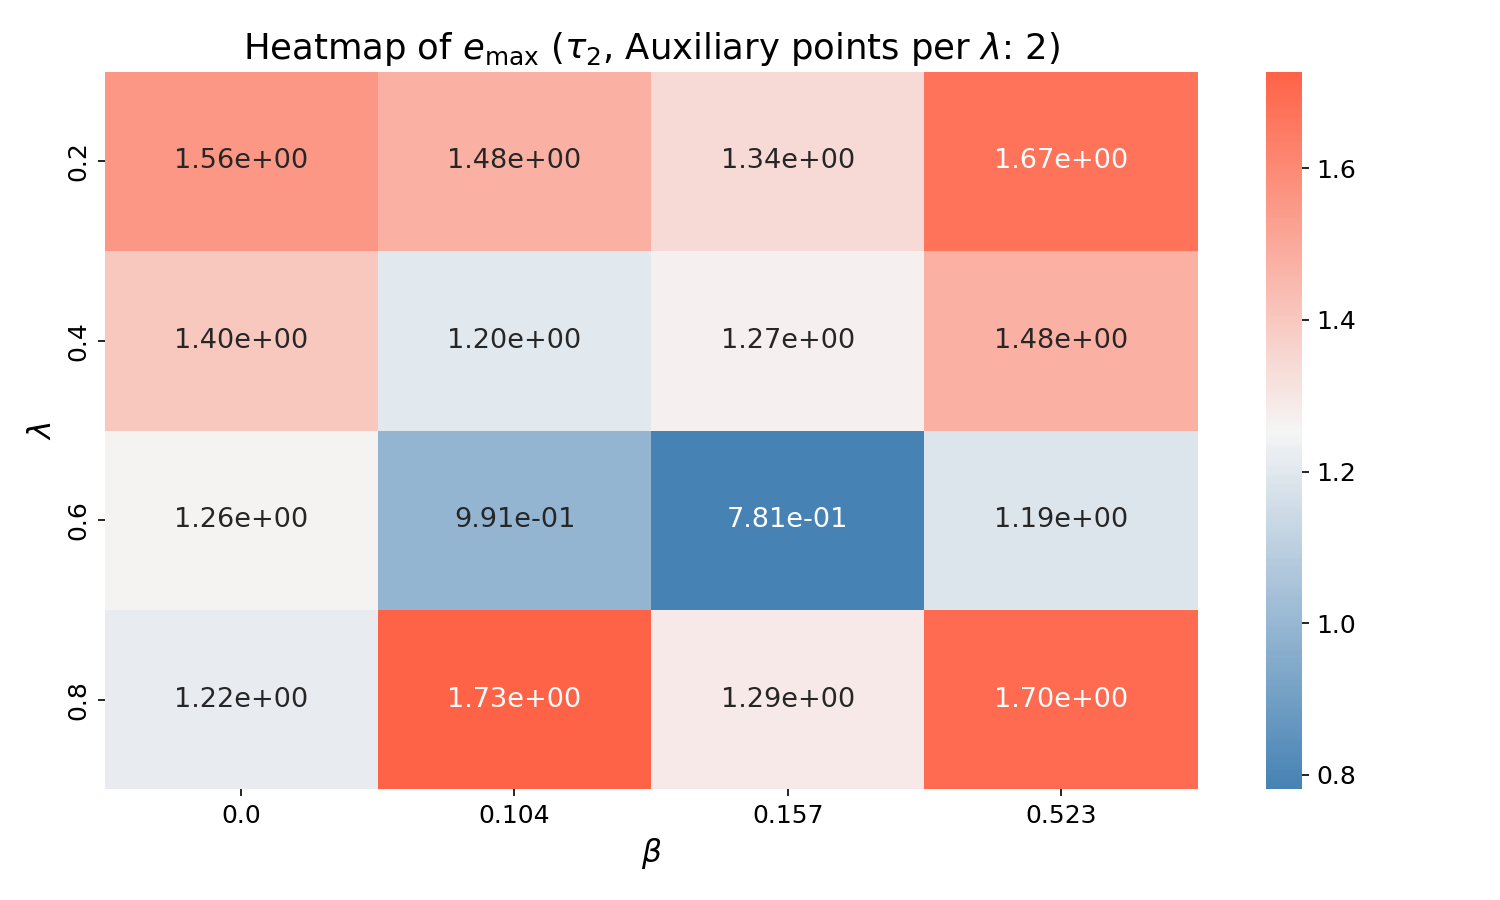 Heatmap of e_max (τ_2, Auxiliary points per λ: 2)
0.2 1.56e+00 1.48e+00 1.34e+00 1.67e+00
0.4 1.40e+00 1.20e+00 1.27e+00 1.48e+00
0.6 1.26e+00 9.91e-01 7.81e-01 1.19e+00
0.8 1.22e+00 1.73e+00 1.29e+00 1.70e+00
λ
0.0 0.104 0.157 0.523
β
1.6
1.4
1.2
1.0
0.8